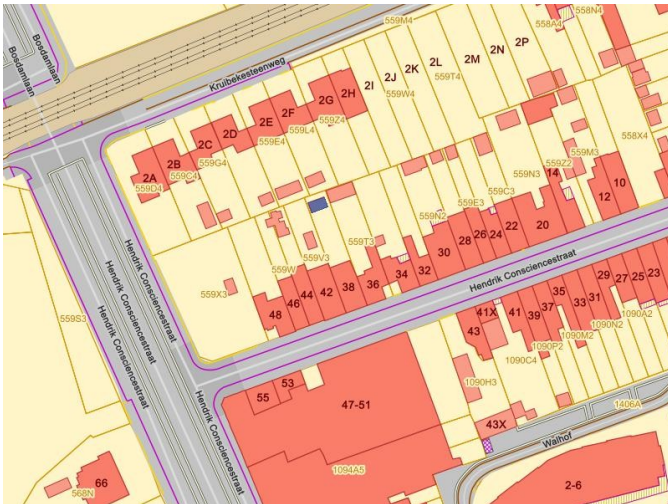 Bosdamlaan
Bosdamlaan
559M4
558A4
558N4
Kruibekesteenweg
2P
2N
2M
2L
559T4
2K
2J
559W4
2I
2H
2G
559Z4
2F
559L4
2E
559E4
2D
2C
559G4
2B
559C4
2A
559D4
558X4
559M3
559Z2
14
559N3
10
12
559C3
20
22
24
26
28
559E3
30
559N2
32
34
36
559T3
38
42
559V3
44
46
559W
48
559X3
559S3
Hendrik Consciencestraat
Hendrik Consciencestraat
Hendrik Consciencestraat
Hendrik Consciencestraat
Hendrik Consciencestraat
23
25
27
29
1090A2
31
33
35
1090N2
1090M2
37
39
1090P2
41
41X
43
1090C4
1090H3
1406A
43X
Walhof
53
55
47-51
1094A5
2-6
66
568N